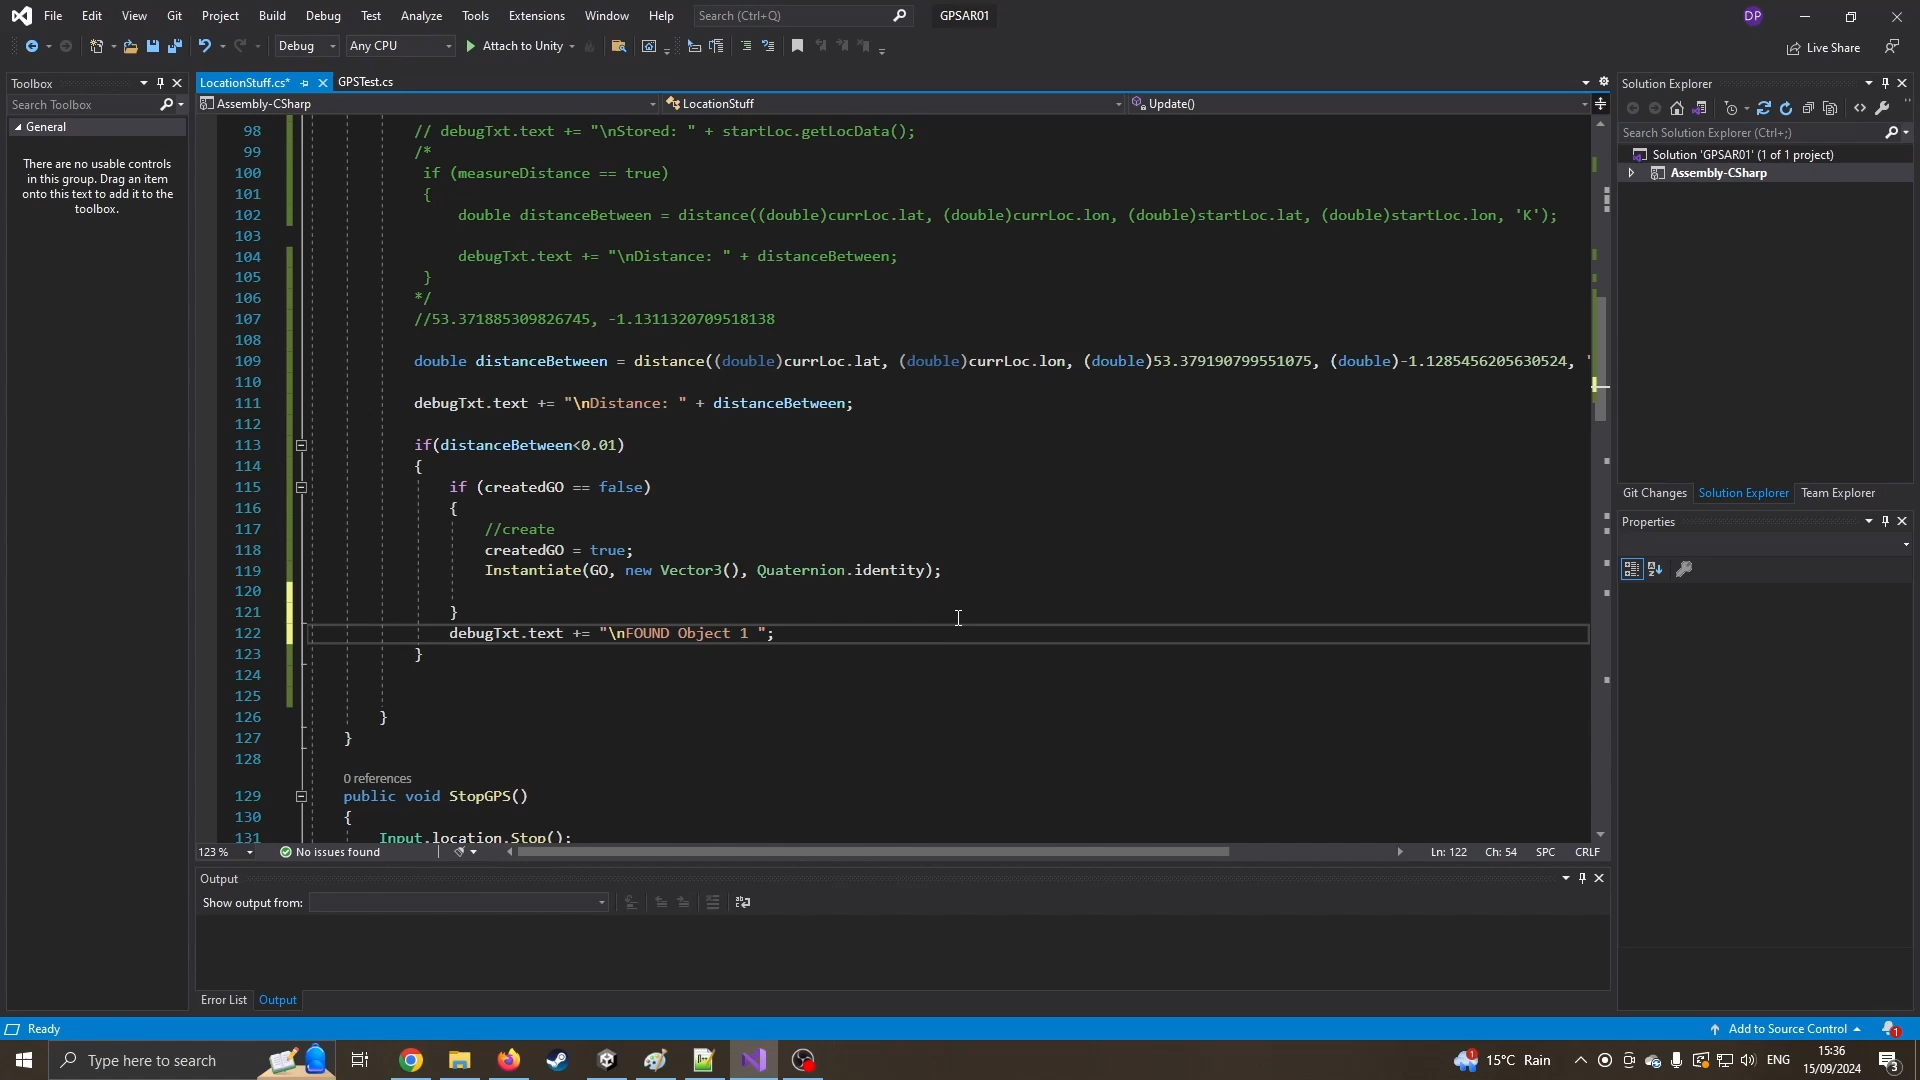 File Edit View Git Project Build Debug Test Analyze Tools Extensions Window Help Search (Ctrl+Q) GPSAR01 DP
Debug Any CPU Attach to Unity Live Share
Toolbox
Search Toolbox
General
There are no usable controls
in this group. Drag an item
onto this text to add it to the
toolbox.
LocationStuff.cs* GPSTest.cs
Assembly-CSharp LocationStuff Update()
98 // debugTxt.text += "\nStored: " + startLoc.getLocData();
99 /*
100 if (measureDistance == true)
101 {
102 double distanceBetween = distance((double)currLoc.lat, (double)currLoc.lon, (double)startLoc.lat, (double)startLoc.lon, 'K');
103
104 debugTxt.text += "\nDistance: " + distanceBetween;
105 }
106 */
107 //53.371885309826745, -1.1311320709518138
108
109 double distanceBetween = distance((double)currLoc.lat, (double)currLoc.lon, (double)53.379190799551075, (double)-1.1285456205630524, '
110
111 debugTxt.text += "\nDistance: " + distanceBetween;
112
113 if(distanceBetween<0.01)
114 {
115 if (createdGO == false)
116 {
117 //create
118 createdGO = true;
119 Instantiate(GO, new Vector3(), Quaternion.identity);
120
121 }
122 debugTxt.text += "\nFOUND Object 1 ";
123 }
124
125
126 }
127 }
128
0 references
129 public void StopGPS()
130 {
131 Input.location.Stop();
123 % No issues found Ln: 122 Ch: 54 SPC CRLF
Output
Show output from:
Error List Output
Solution Explorer
Search Solution Explorer (Ctrl+;)
Solution 'GPSAR01' (1 of 1 project)
Assembly-CSharp
Git Changes Solution Explorer Team Explorer
Properties
Ready Add to Source Control 1
Type here to search 1 15°C Rain ENG 15:36 15/09/2024 3